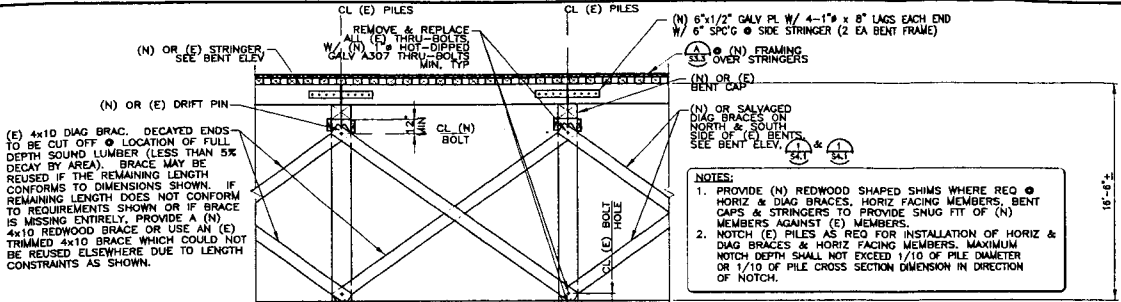 CL (E) PILES
CL (E) PILES
REMOVE & REPLACE
ALL (E) THRU-BOLTS
W/ (N) 1"ø HOT-DIPPED
GALV A307 THRU-BOLTS
MIN. TYP
(N) 6"x1/2" GALV PL W/ 4-1"ø x 8" LAGS EACH END
W/ 6" SPC'G @ SIDE STRINGER (2 EA BENT FRAME)
(N) OR (E) STRINGER,
SEE BENT ELEV
A
S3.3
@ (N) FRAMING
OVER STRINGERS
(N) OR (E)
BENT CAP
(N) OR (E) DRIFT PIN
12"
MIN
CL (N)
BOLT
(N) OR SALVAGED
DIAG BRACES ON
NORTH & SOUTH
SIDE OF (E) BENTS,
SEE BENT ELEV,
1
S4.1
&
1
S4.1
(E) 4x10 DIAG BRAC. DECAYED ENDS
TO BE CUT OFF @ LOCATION OF FULL
DEPTH SOUND LUMBER (LESS THAN 5%
DECAY BY AREA). BRACE MAY BE
REUSED IF THE REMAINING LENGTH
CONFORMS TO DIMENSIONS SHOWN. IF
REMAINING LENGTH DOES NOT CONFORM
TO REQUIREMENTS SHOWN OR IF BRACE
IS MISSING ENTIRELY, PROVIDE A (N)
4x10 REDWOOD BRACE OR USE AN (E)
TRIMMED 4x10 BRACE WHICH COULD NOT
BE REUSED ELSEWHERE DUE TO LENGTH
CONSTRAINTS AS SHOWN.
CL (E) BOLT
HOLE
NOTES:
1. PROVIDE (N) REDWOOD SHAPED SHIMS WHERE REQ @
HORIZ & DIAG BRACES, HORIZ FACING MEMBERS, BENT
CAPS & STRINGERS TO PROVIDE SNUG FIT OF (N)
MEMBERS AGAINST (E) MEMBERS.
2. NOTCH (E) PILES AS REQ FOR INSTALLATION OF HORIZ &
DIAG BRACES & HORIZ FACING MEMBERS. MAXIMUM
NOTCH DEPTH SHALL NOT EXCEED 1/10 OF PILE DIAMETER
OR 1/10 OF PILE CROSS SECTION DIMENSION IN DIRECTION
OF NOTCH.
16'-6"±